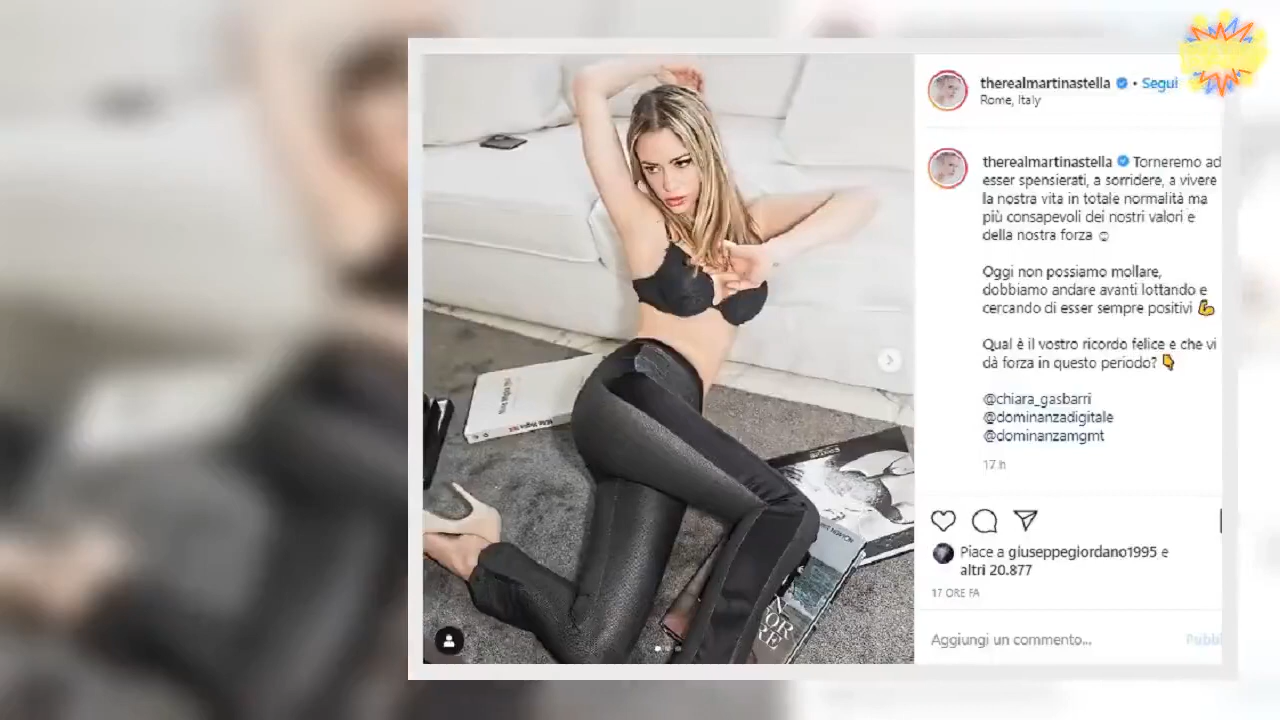 therealmartinastella • Segui
Rome, Italy
therealmartinastella Torneremo ad
esser spensierati, a sorridere, a vivere
la nostra vita in totale normalità ma
più consapevoli dei nostri valori e
della nostra forza ☺
Oggi non possiamo mollare,
dobbiamo andare avanti lottando e
cercando di esser sempre positivi 💪
Qual è il vostro ricordo felice e che vi
dà forza in questo periodo? 👇
@chiara_gasbarri
@dominanzadigitale
@dominanzamgmt
17 h
Piace a giuseppegiordano1995 e
altri 20.877
17 ORE FA
Aggiungi un commento... Pubbl